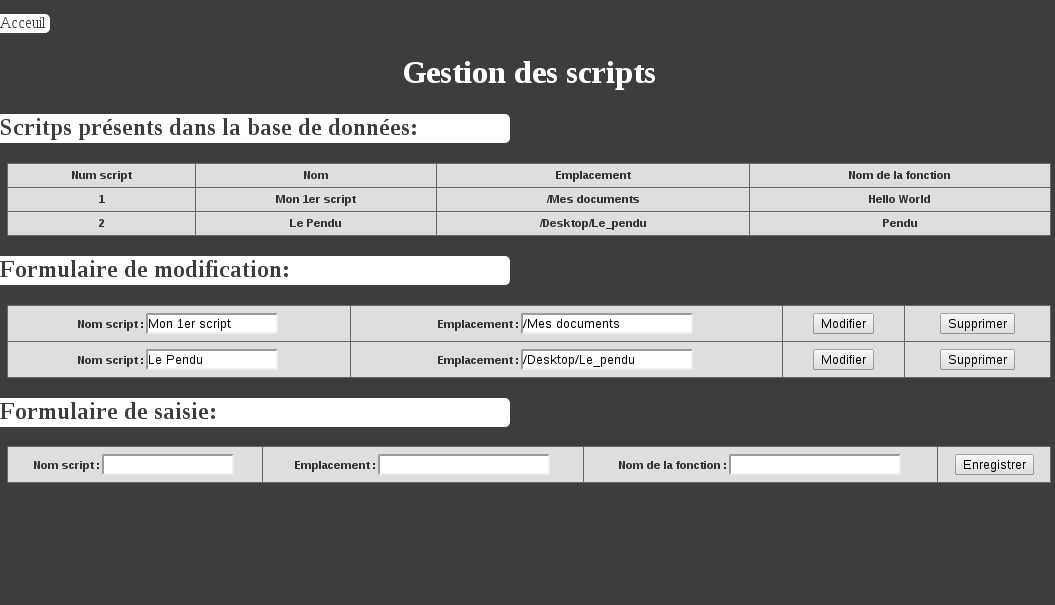 Acceuil
Gestion des scripts
Scritps présents dans la base de données:
Num script Nom Emplacement Nom de la fonction
1 Mon 1er script /Mes documents Hello World
2 Le Pendu /Desktop/Le_pendu Pendu
Formulaire de modification:
Nom script : Mon 1er script Emplacement : /Mes documents Modifier Supprimer
Nom script : Le Pendu Emplacement : /Desktop/Le_pendu Modifier Supprimer
Formulaire de saisie:
Nom script : Emplacement : Nom de la fonction : Enregistrer